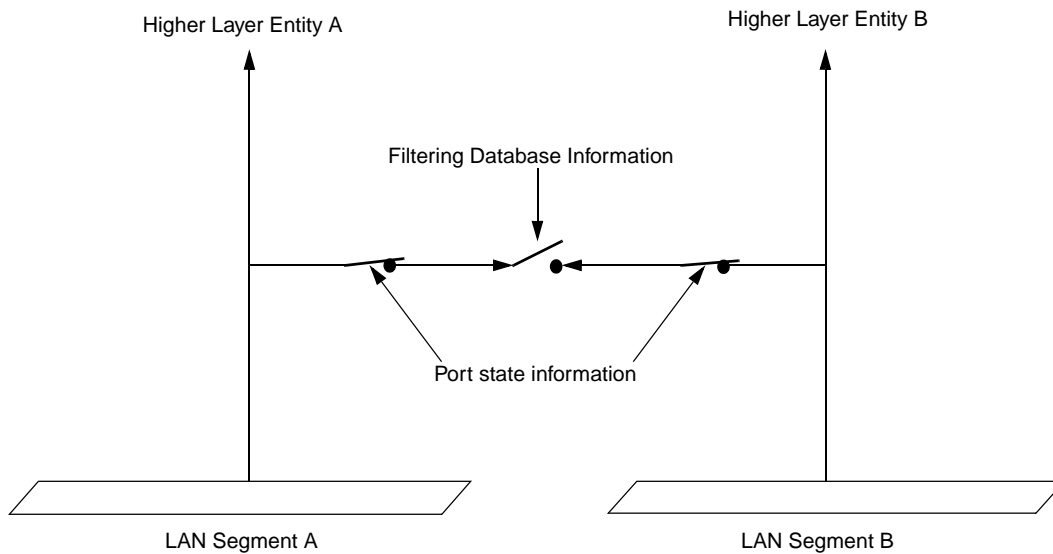 Higher Layer Entity A
Higher Layer Entity B
Filtering Database Information
Port state information
LAN Segment A
LAN Segment B